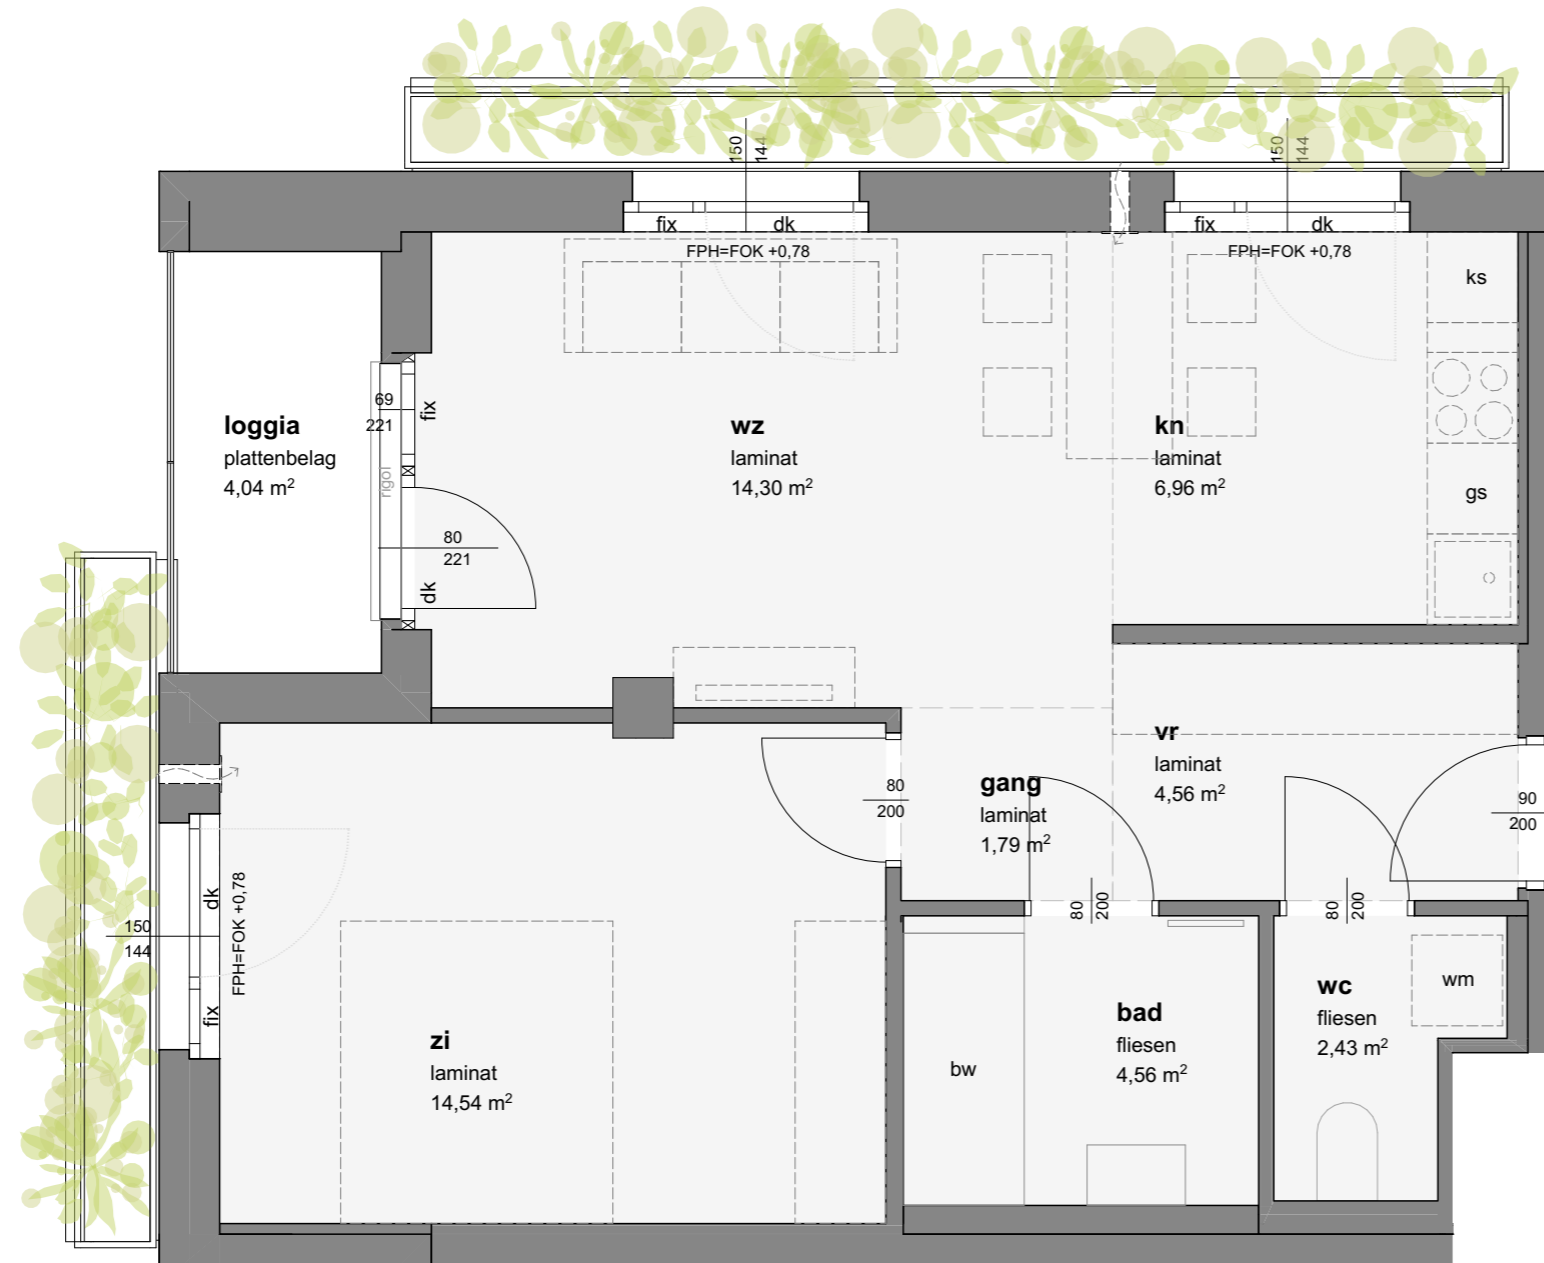 150
144
150
144
fix
dk
fix
dk
FPH=FOK +0,78
FPH=FOK +0,78
ks
69
221
fix
loggia
plattenbelag
4,04 m²
rigol
wz
laminat
14,30 m²
kn
laminat
6,96 m²
gs
80
221
dk
vr
laminat
4,56 m²
gang
laminat
1,79 m²
80
200
90
200
dk
FPH=FOK +0,78
150
144
fix
80
200
80
200
zi
laminat
14,54 m²
bw
bad
fliesen
4,56 m²
wc
fliesen
2,43 m²
wm